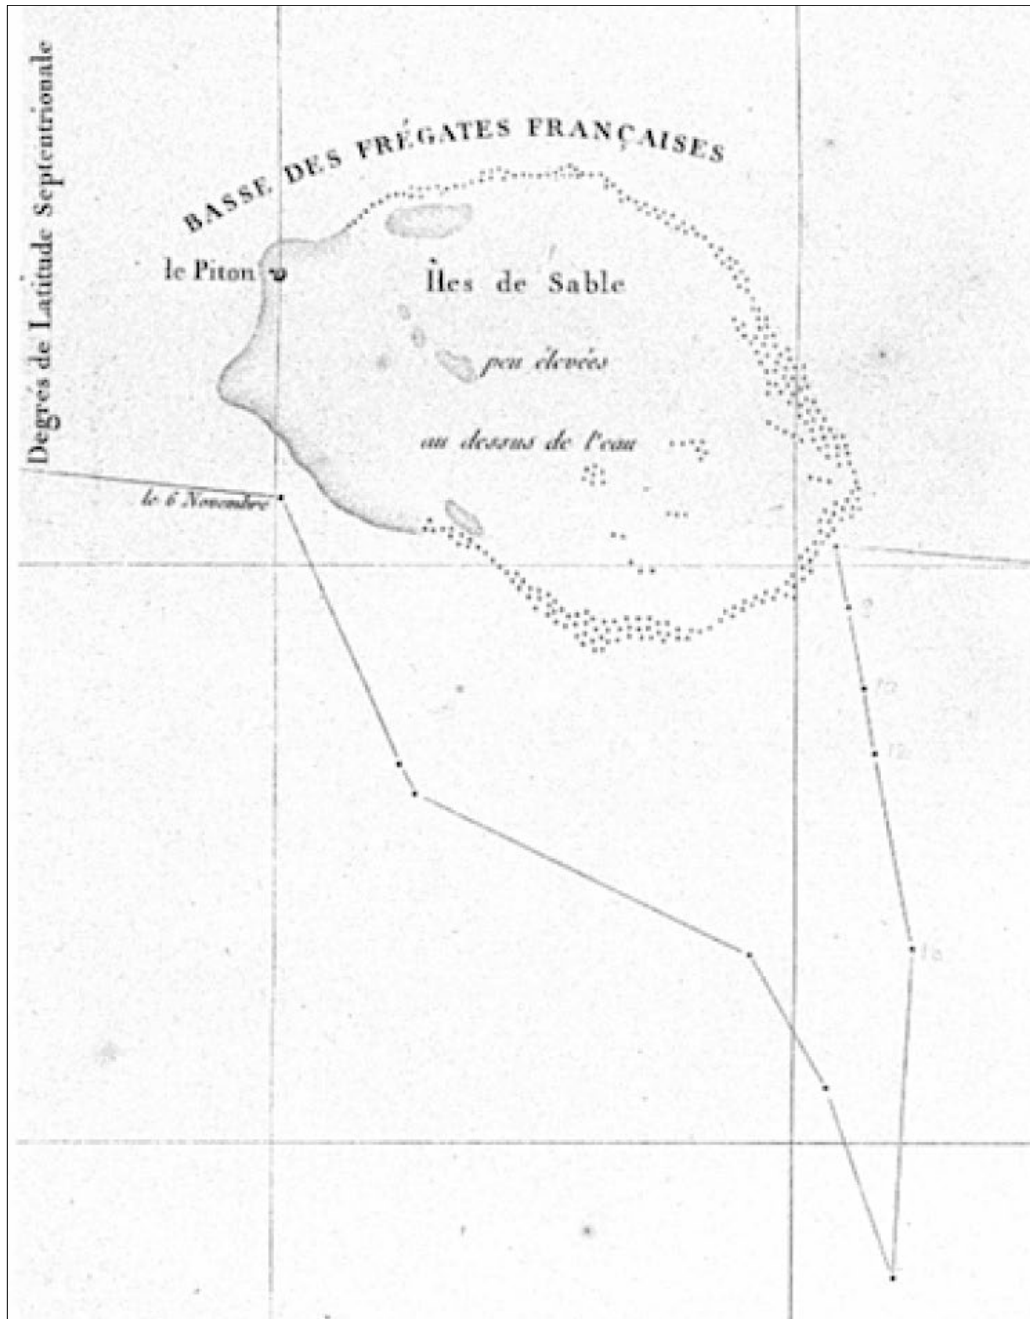 Degrés de Latitude Septentrionale
BASSE DES FRÉGATES FRANÇAISES
le Piton
Îles de Sable
peu élevées
au dessus de l'eau
le 6 Novembre
9